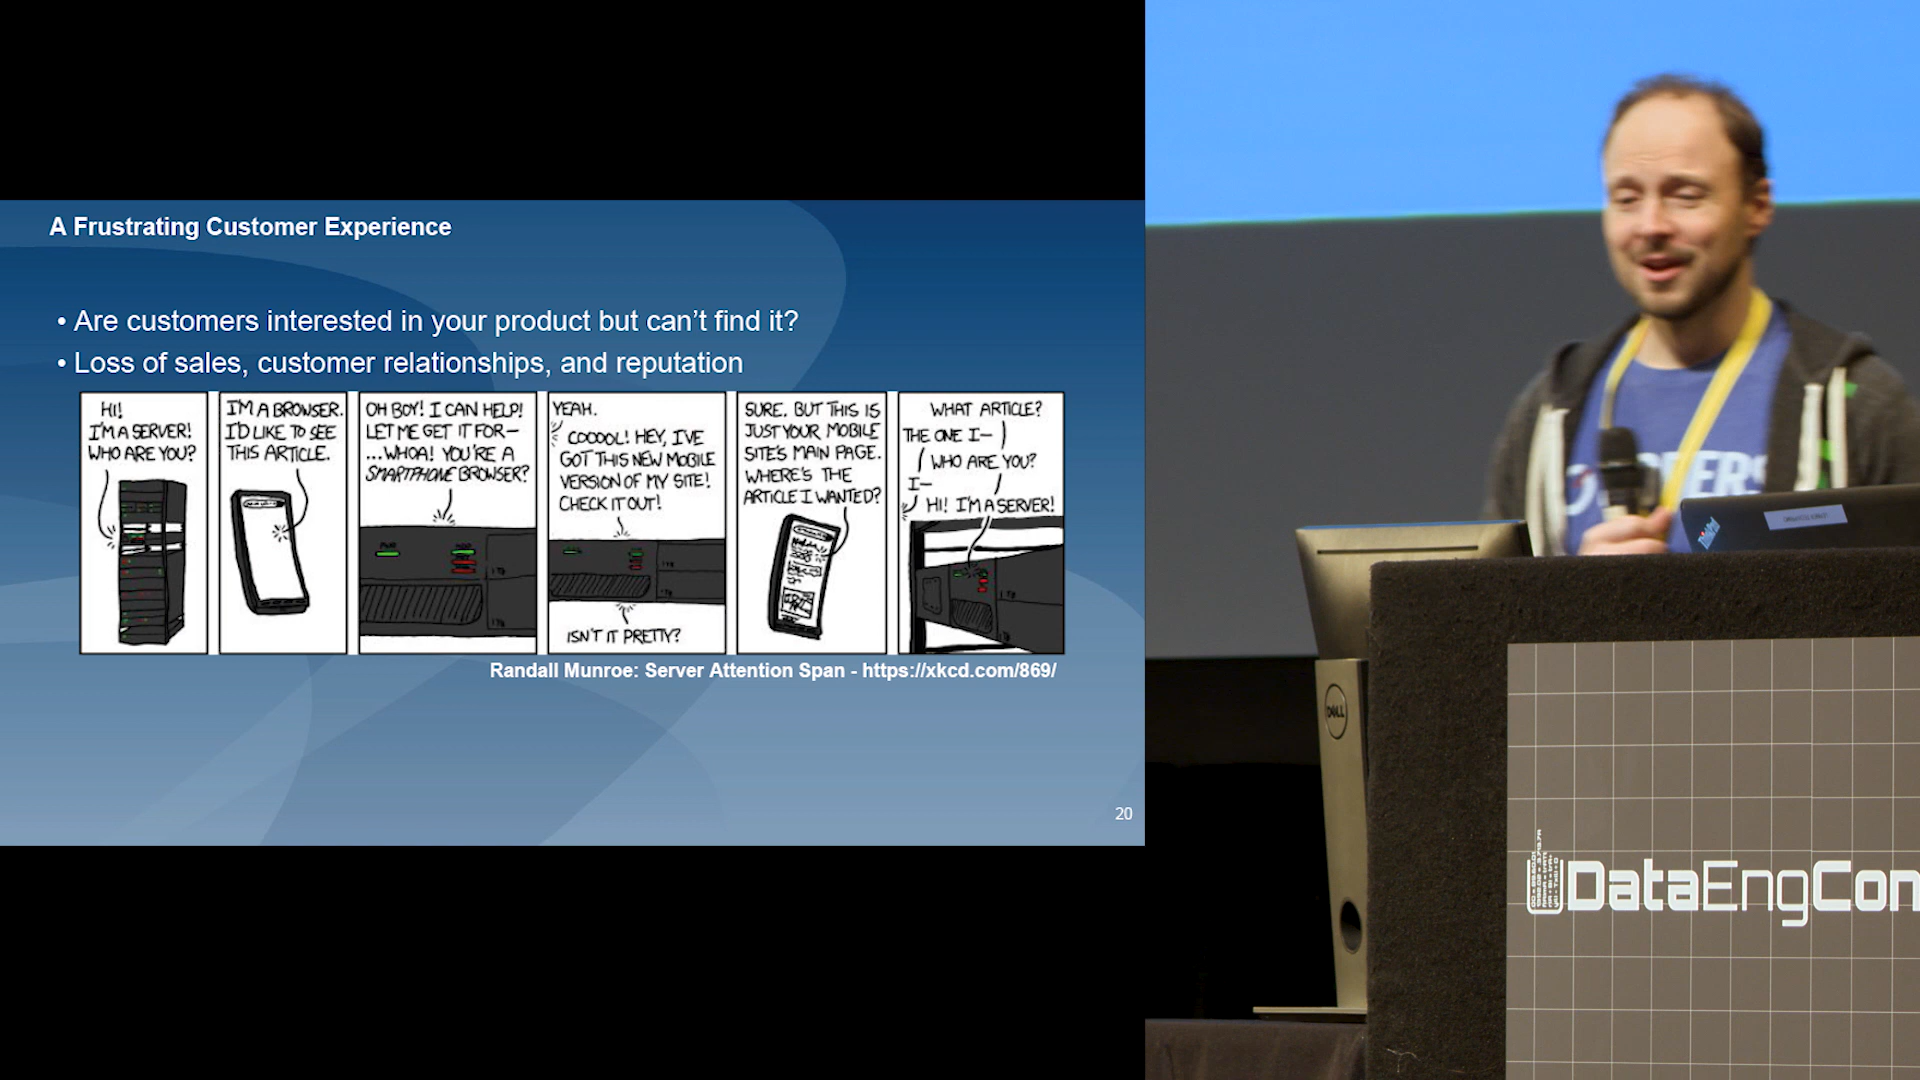 A Frustrating Customer Experience
• Are customers interested in your product but can't find it?
• Loss of sales, customer relationships, and reputation
HI!
I'M A SERVER!
WHO ARE YOU?
I'M A BROWSER.
I'D LIKE TO SEE
THIS ARTICLE.
OH BOY! I CAN HELP!
LET ME GET IT FOR—
...WHOA! YOU'RE A
SMARTPHONE BROWSER?
YEAH.
COOOOL! HEY, I'VE
GOT THIS NEW MOBILE
VERSION OF MY SITE!
CHECK IT OUT!
ISN'T IT PRETTY?
SURE. BUT THIS IS
JUST YOUR MOBILE
SITE'S MAIN PAGE.
WHERE'S THE
ARTICLE I WANTED?
WHAT ARTICLE?
THE ONE I—
WHO ARE YOU?
I—
HI! I'M A SERVER!
Randall Munroe: Server Attention Span - https://xkcd.com/869/
20
DELL
DataEngCon